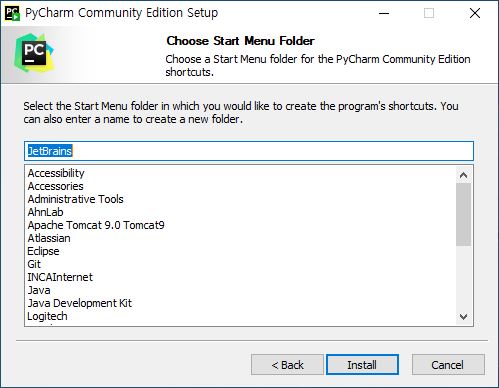 PyCharm Community Edition Setup
PC
Choose Start Menu Folder
Choose a Start Menu folder for the PyCharm Community Edition
shortcuts.
Select the Start Menu folder in which you would like to create the program's shortcuts. You
can also enter a name to create a new folder.
JetBrains
Accessibility
Accessories
Administrative Tools
AhnLab
Apache Tomcat 9.0 Tomcat9
Atlassian
Eclipse
Git
INCAInternet
Java
Java Development Kit
Logitech
< Back Install Cancel